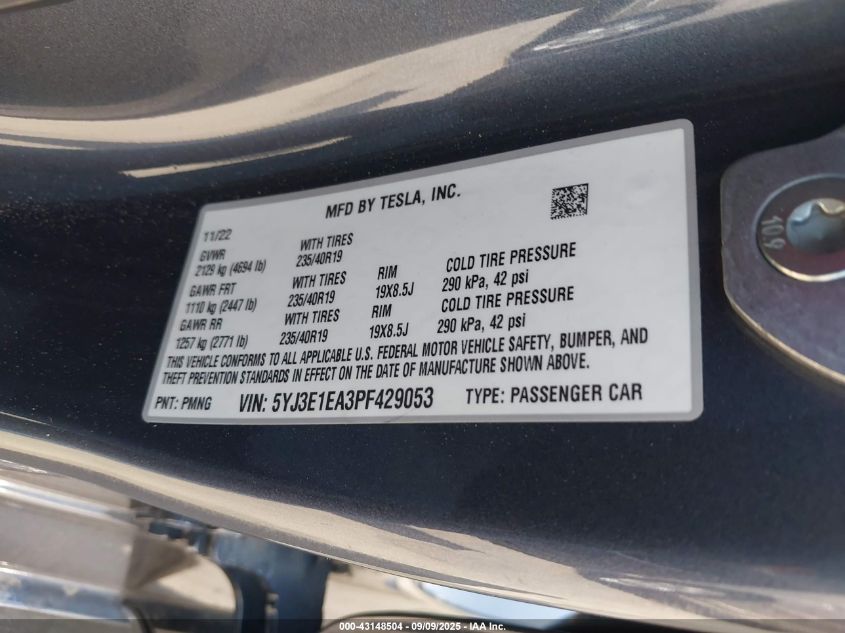 MFD BY TESLA, INC.
11/22
GVWR WITH TIRES
2129 kg (4694 lb) 235/40R19
GAWR FRT WITH TIRES RIM COLD TIRE PRESSURE
1110 kg (2447 lb) 235/40R19 19X8.5J 290 kPa, 42 psi
GAWR RR WITH TIRES RIM COLD TIRE PRESSURE
1257 kg (2771 lb) 235/40R19 19X8.5J 290 kPa, 42 psi
THIS VEHICLE CONFORMS TO ALL APPLICABLE U.S. FEDERAL MOTOR VEHICLE SAFETY, BUMPER, AND
THEFT PREVENTION STANDARDS IN EFFECT ON THE DATE OF MANUFACTURE SHOWN ABOVE.
PNT: PMNG VIN: 5YJ3E1EA3PF429053 TYPE: PASSENGER CAR
10.9
000-43148504 - 09/09/2025 - IAA Inc.